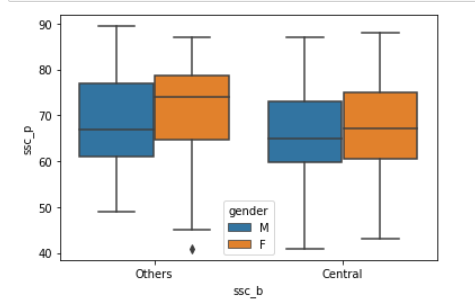 90
80
70
60
50
40
ssc_p
gender
M
F
Others Central
ssc_b